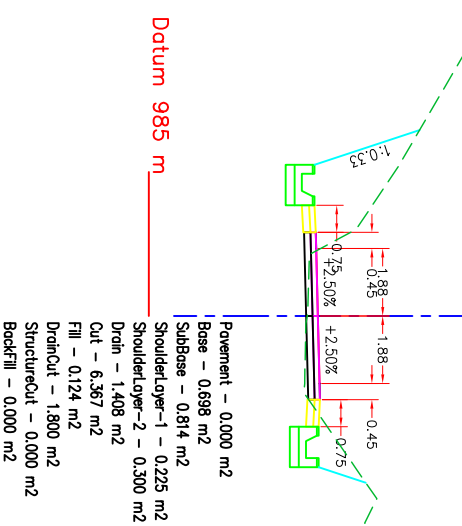 Datum 985 m
1:0.33
0.75
0.45
1.88
+2.50%
+2.50%
1.88
0.45
0.75
Pavement - 0.000 m2
Base - 0.698 m2
SubBase - 0.814 m2
ShoulderLayer-1 - 0.225 m2
ShoulderLayer-2 - 0.300 m2
Drain - 1.408 m2
Cut - 6.367 m2
Fill - 0.124 m2
DrainCut - 1.800 m2
StructureCut - 0.000 m2
BackFill - 0.000 m2